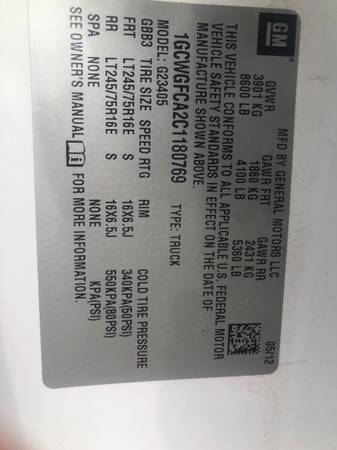 GM
MFD BY GENERAL MOTORS LLC 05/12
GVWR GAWR FRT GAWR RR
3901 KG 1860 KG 2431 KG
8600 LB 4100 LB 5360 LB
THIS VEHICLE CONFORMS TO ALL APPLICABLE U.S. FEDERAL MOTOR
VEHICLE SAFETY STANDARDS IN EFFECT ON THE DATE OF
MANUFACTURE SHOWN ABOVE.
1GCWGFCA2C1180769 TYPE: TRUCK
MODEL: G23405
GBB3 TIRE SIZE SPEED RTG RIM COLD TIRE PRESSURE
FRT LT245/75R16E S 16X6.5J 340KPA(50PSI)
RR LT245/75R16E S 16X6.5J 550KPA(80PSI)
SPA NONE NONE KPA(PSI)
SEE OWNER'S MANUAL FOR MORE INFORMATION.